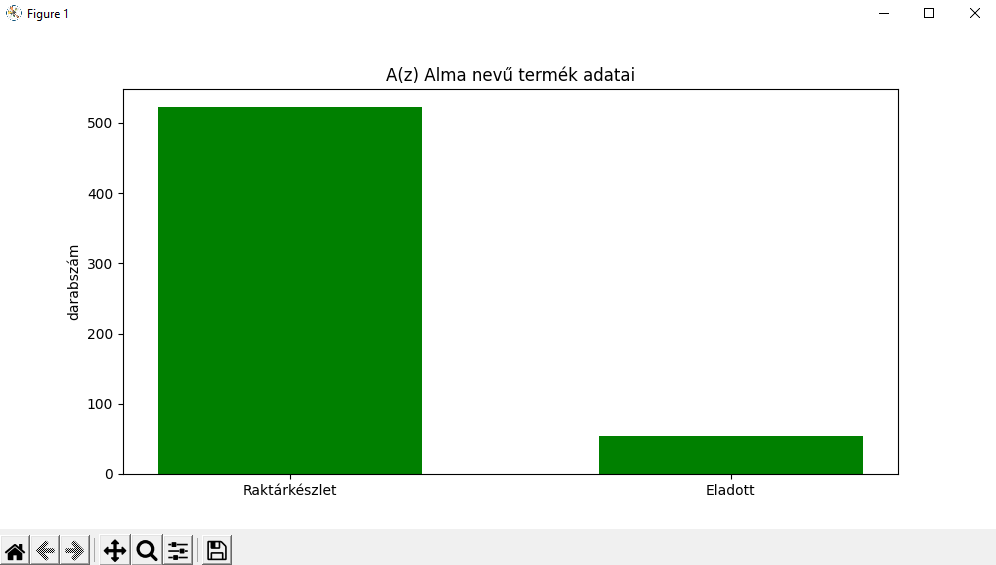 Figure 1
A(z) Alma nevű termék adatai
500
400
300
200
100
0
darabszám
Raktárkészlet
Eladott